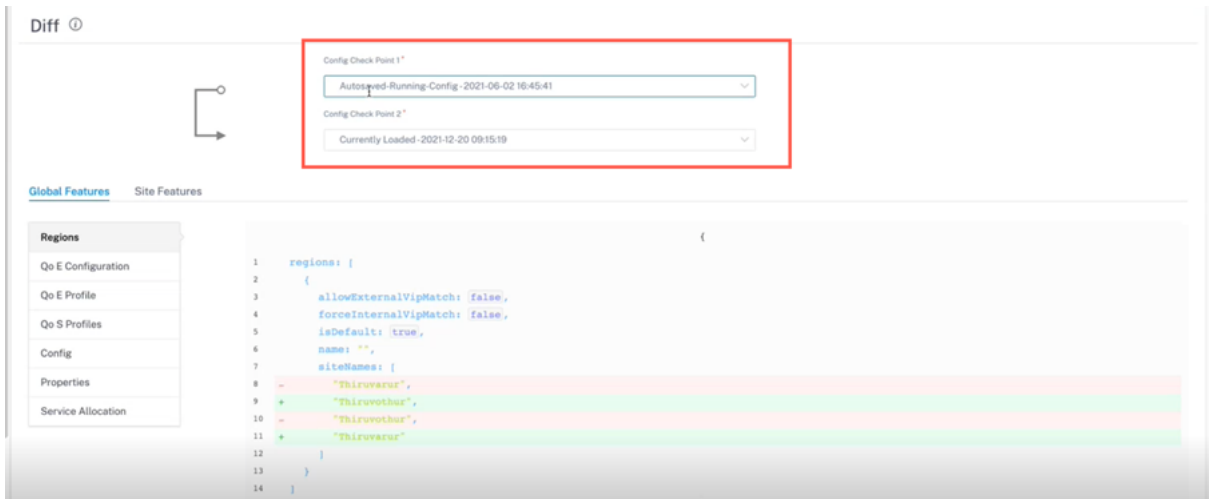 Diff
Config Check Point 1*
Autosaved-Running-Config - 2021-06-02 16:45:41
Config Check Point 2*
Currently Loaded - 2021-12-20 09:15:19
Global Features
Site Features
Regions
Qo E Configuration
Qo E Profile
Qo S Profiles
Config
Properties
Service Allocation
{
1 regions: [
2 {
3 allowExternalVipMatch: false,
4 forceInternalVipMatch: false,
5 isDefault: true,
6 name: "",
7 siteNames: [
8 - "Thiruvarur",
9 + "Thiruvothur",
10 - "Thiruvothur",
11 + "Thiruvarur"
12 ]
13 }
14 ]